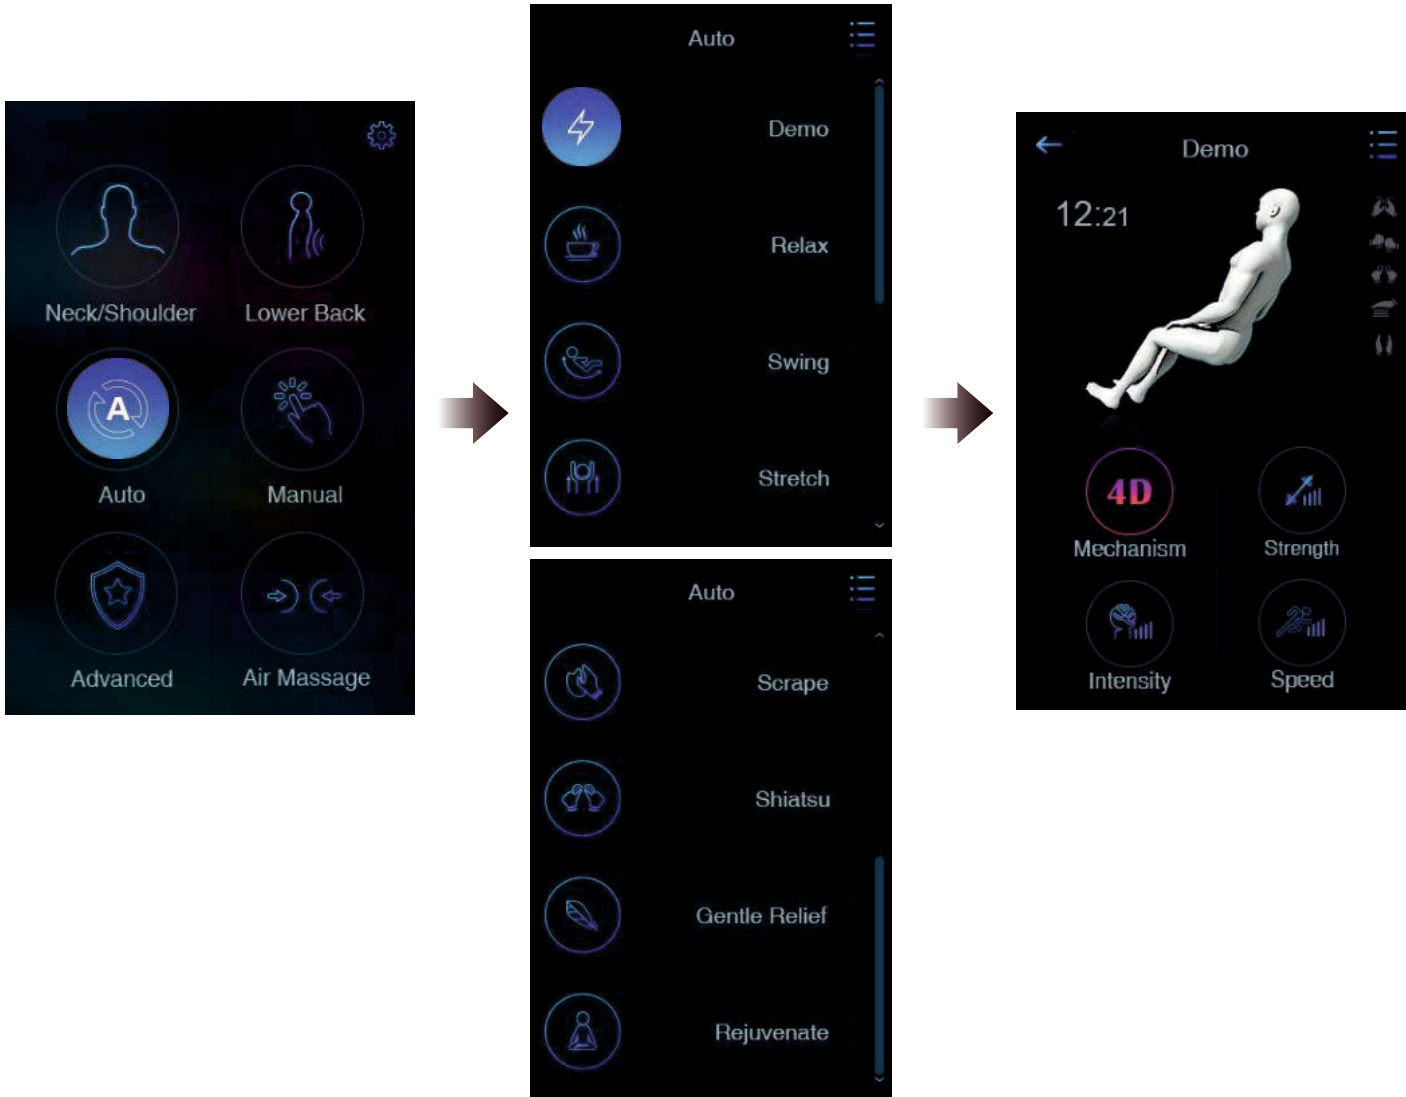 Neck/Shoulder
Lower Back
A
Auto
Manual
Advanced
Air Massage
Auto
Demo
Relax
Swing
Stretch
Auto
Scrape
Shiatsu
Gentle Relief
Rejuvenate
Demo
12:21
4D
Mechanism
Strength
Intensity
Speed